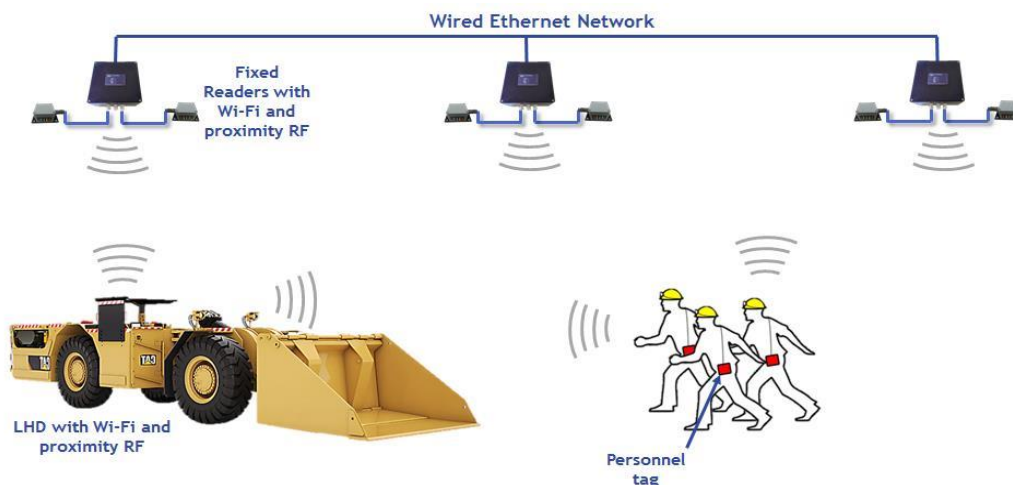 Wired Ethernet Network
Fixed
Readers with
Wi-Fi and
proximity RF
LHD with Wi-Fi and
proximity RF
Personnel
tag